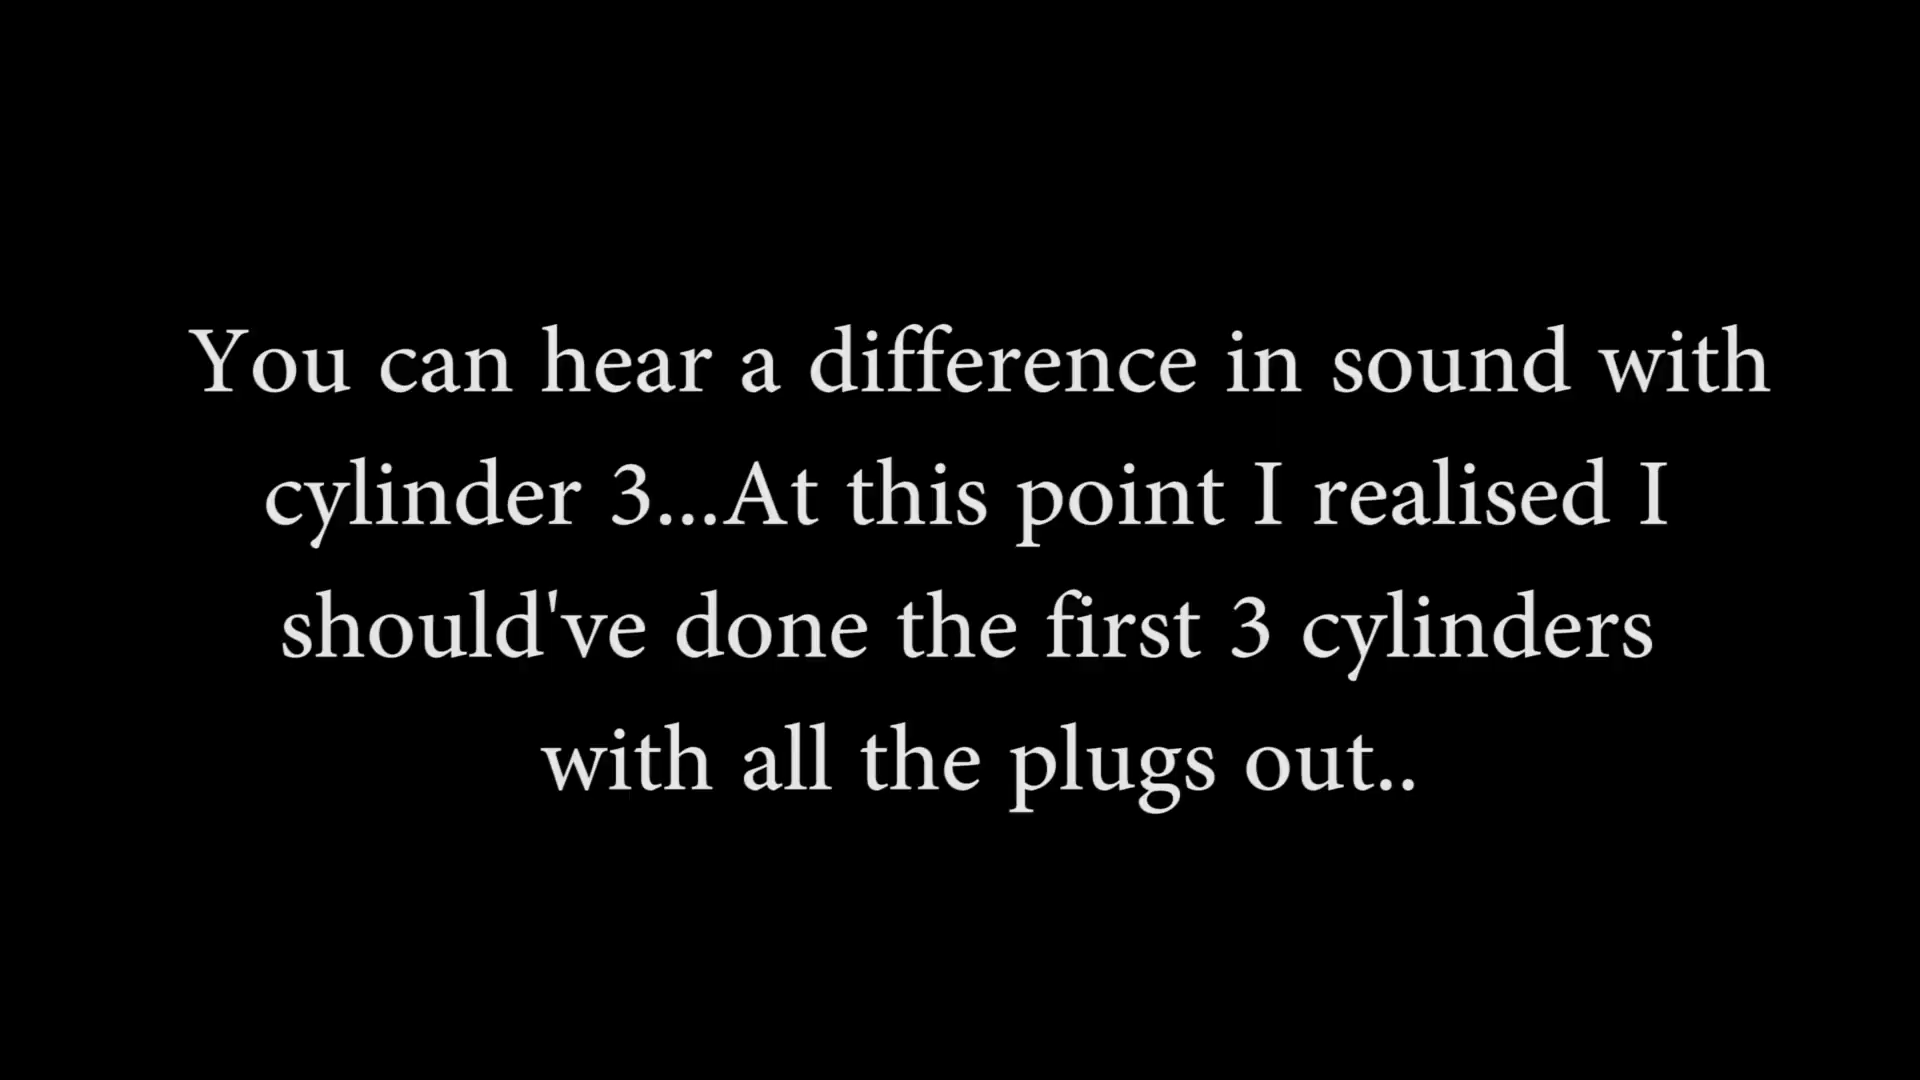 You can hear a difference in sound with
cylinder 3...At this point I realised I
should've done the first 3 cylinders
with all the plugs out..